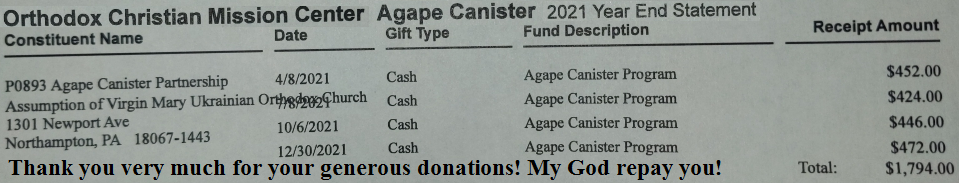 Orthodox Christian Mission Center Agape Canister 2021 Year End Statement
Constituent Name Date Gift Type Fund Description Receipt Amount
P0893 Agape Canister Partnership 4/8/2021 Cash Agape Canister Program $452.00
Assumption of Virgin Mary Ukrainian Orthodox Church Cash Agape Canister Program $424.00
1301 Newport Ave 10/6/2021 Cash Agape Canister Program $446.00
Northampton, PA 18067-1443 12/30/2021 Cash Agape Canister Program $472.00
Thank you very much for your generous donations! My God repay you! Total: $1,794.00